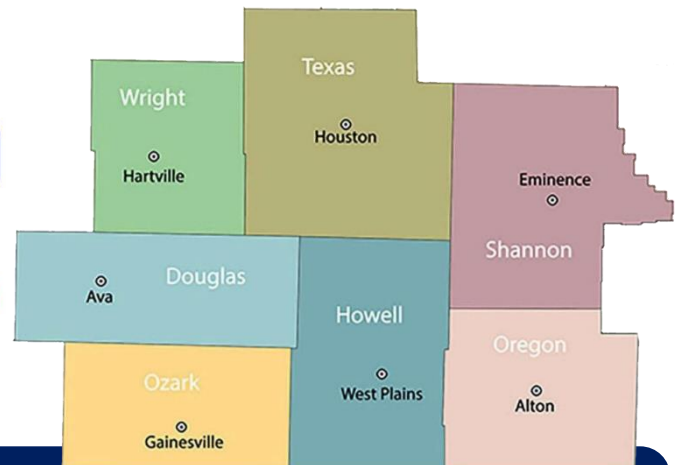 Texas
Houston
Wright
Hartville
Eminence
Shannon
Douglas
Ava
Howell
West Plains
Oregon
Alton
Ozark
Gainesville